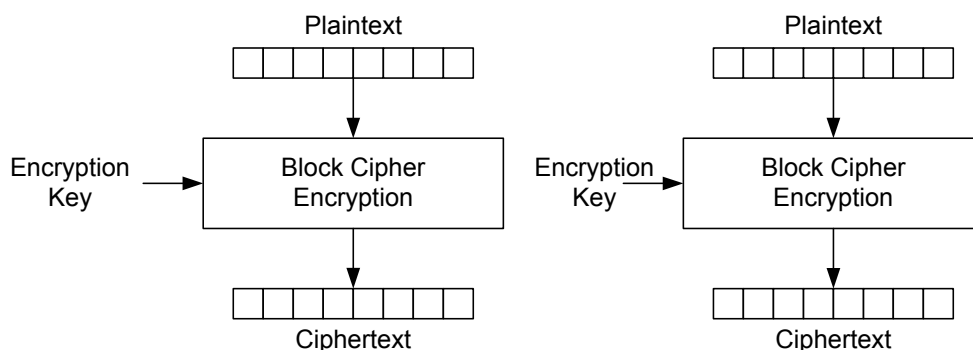 Plaintext
Encryption
Key
Block Cipher
Encryption
Ciphertext
Plaintext
Encryption
Key
Block Cipher
Encryption
Ciphertext